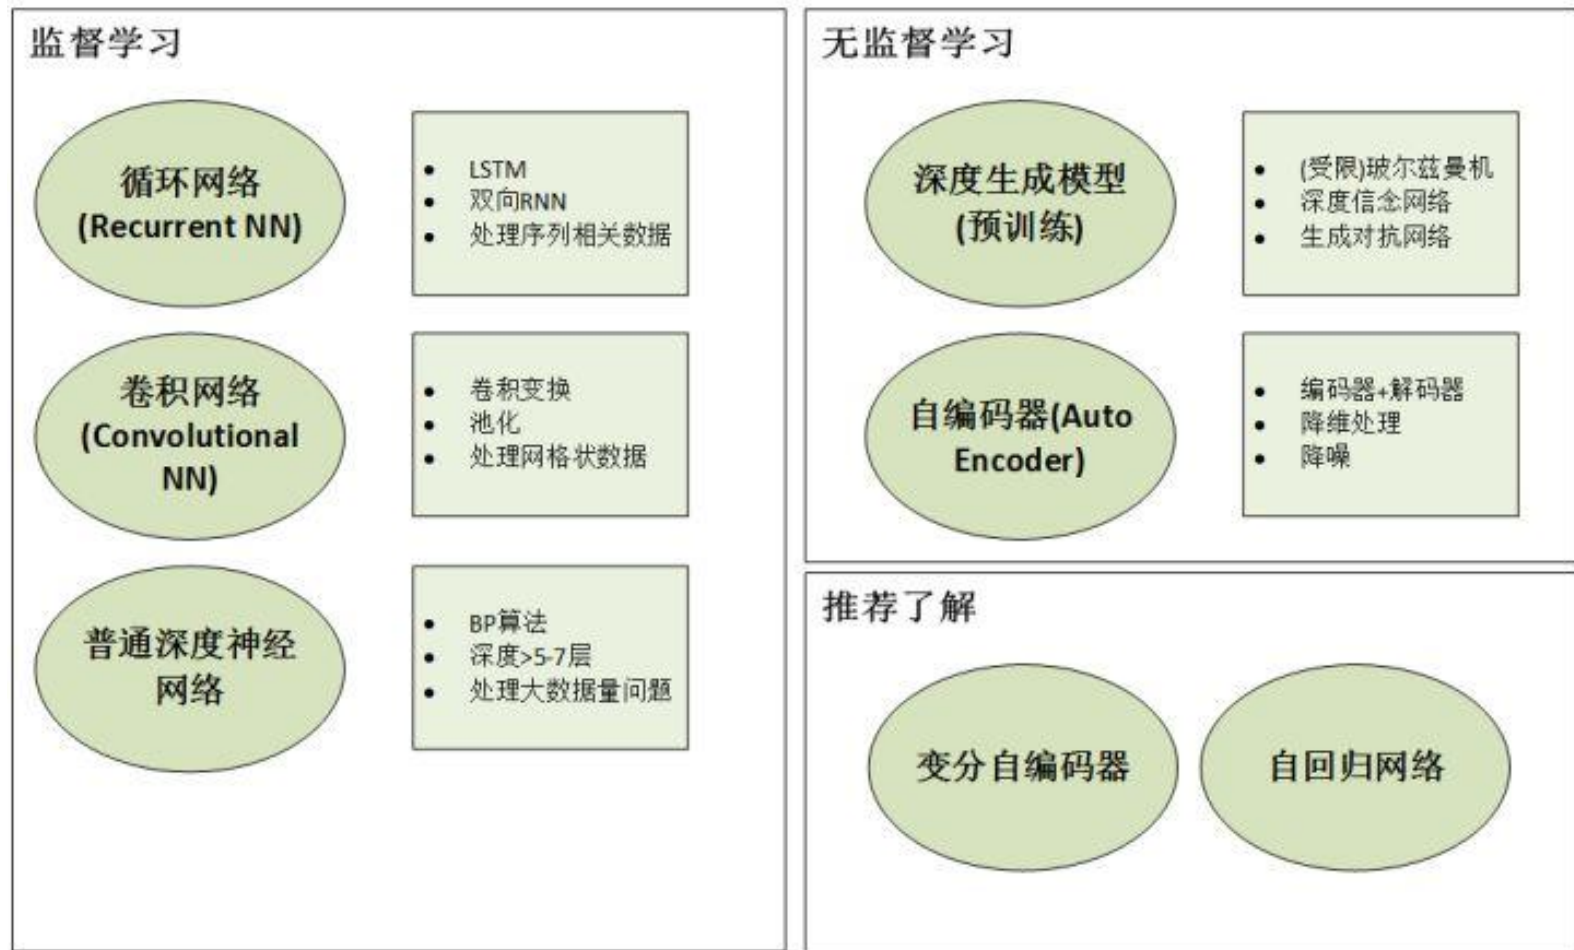 监督学习
循环网络
(Recurrent NN)
LSTM
双向RNN
处理序列相关数据
卷积网络
(Convolutional
NN)
卷积变换
池化
处理网格状数据
普通深度神经
网络
BP算法
深度>5-7层
处理大数据量问题
无监督学习
深度生成模型
(预训练)
(受限)玻尔兹曼机
深度信念网络
生成对抗网络
自编码器(Auto
Encoder)
编码器+解码器
降维处理
降噪
推荐了解
变分自编码器
自回归网络